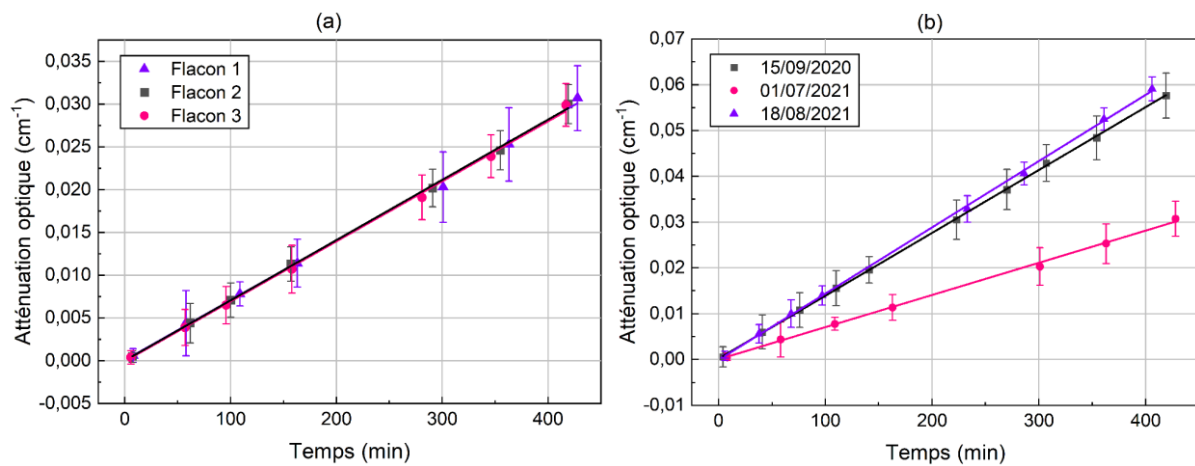 (a)
0,035
0,030
0,025
0,020
0,015
0,010
0,005
0,000
-0,005
Atténuation optique (cm-1)
Flacon 1
Flacon 2
Flacon 3
0 100 200 300 400
Temps (min)
(b)
0,07
0,06
0,05
0,04
0,03
0,02
0,01
0,00
-0,01
Atténuation optique (cm-1)
15/09/2020
01/07/2021
18/08/2021
0 100 200 300 400
Temps (min)